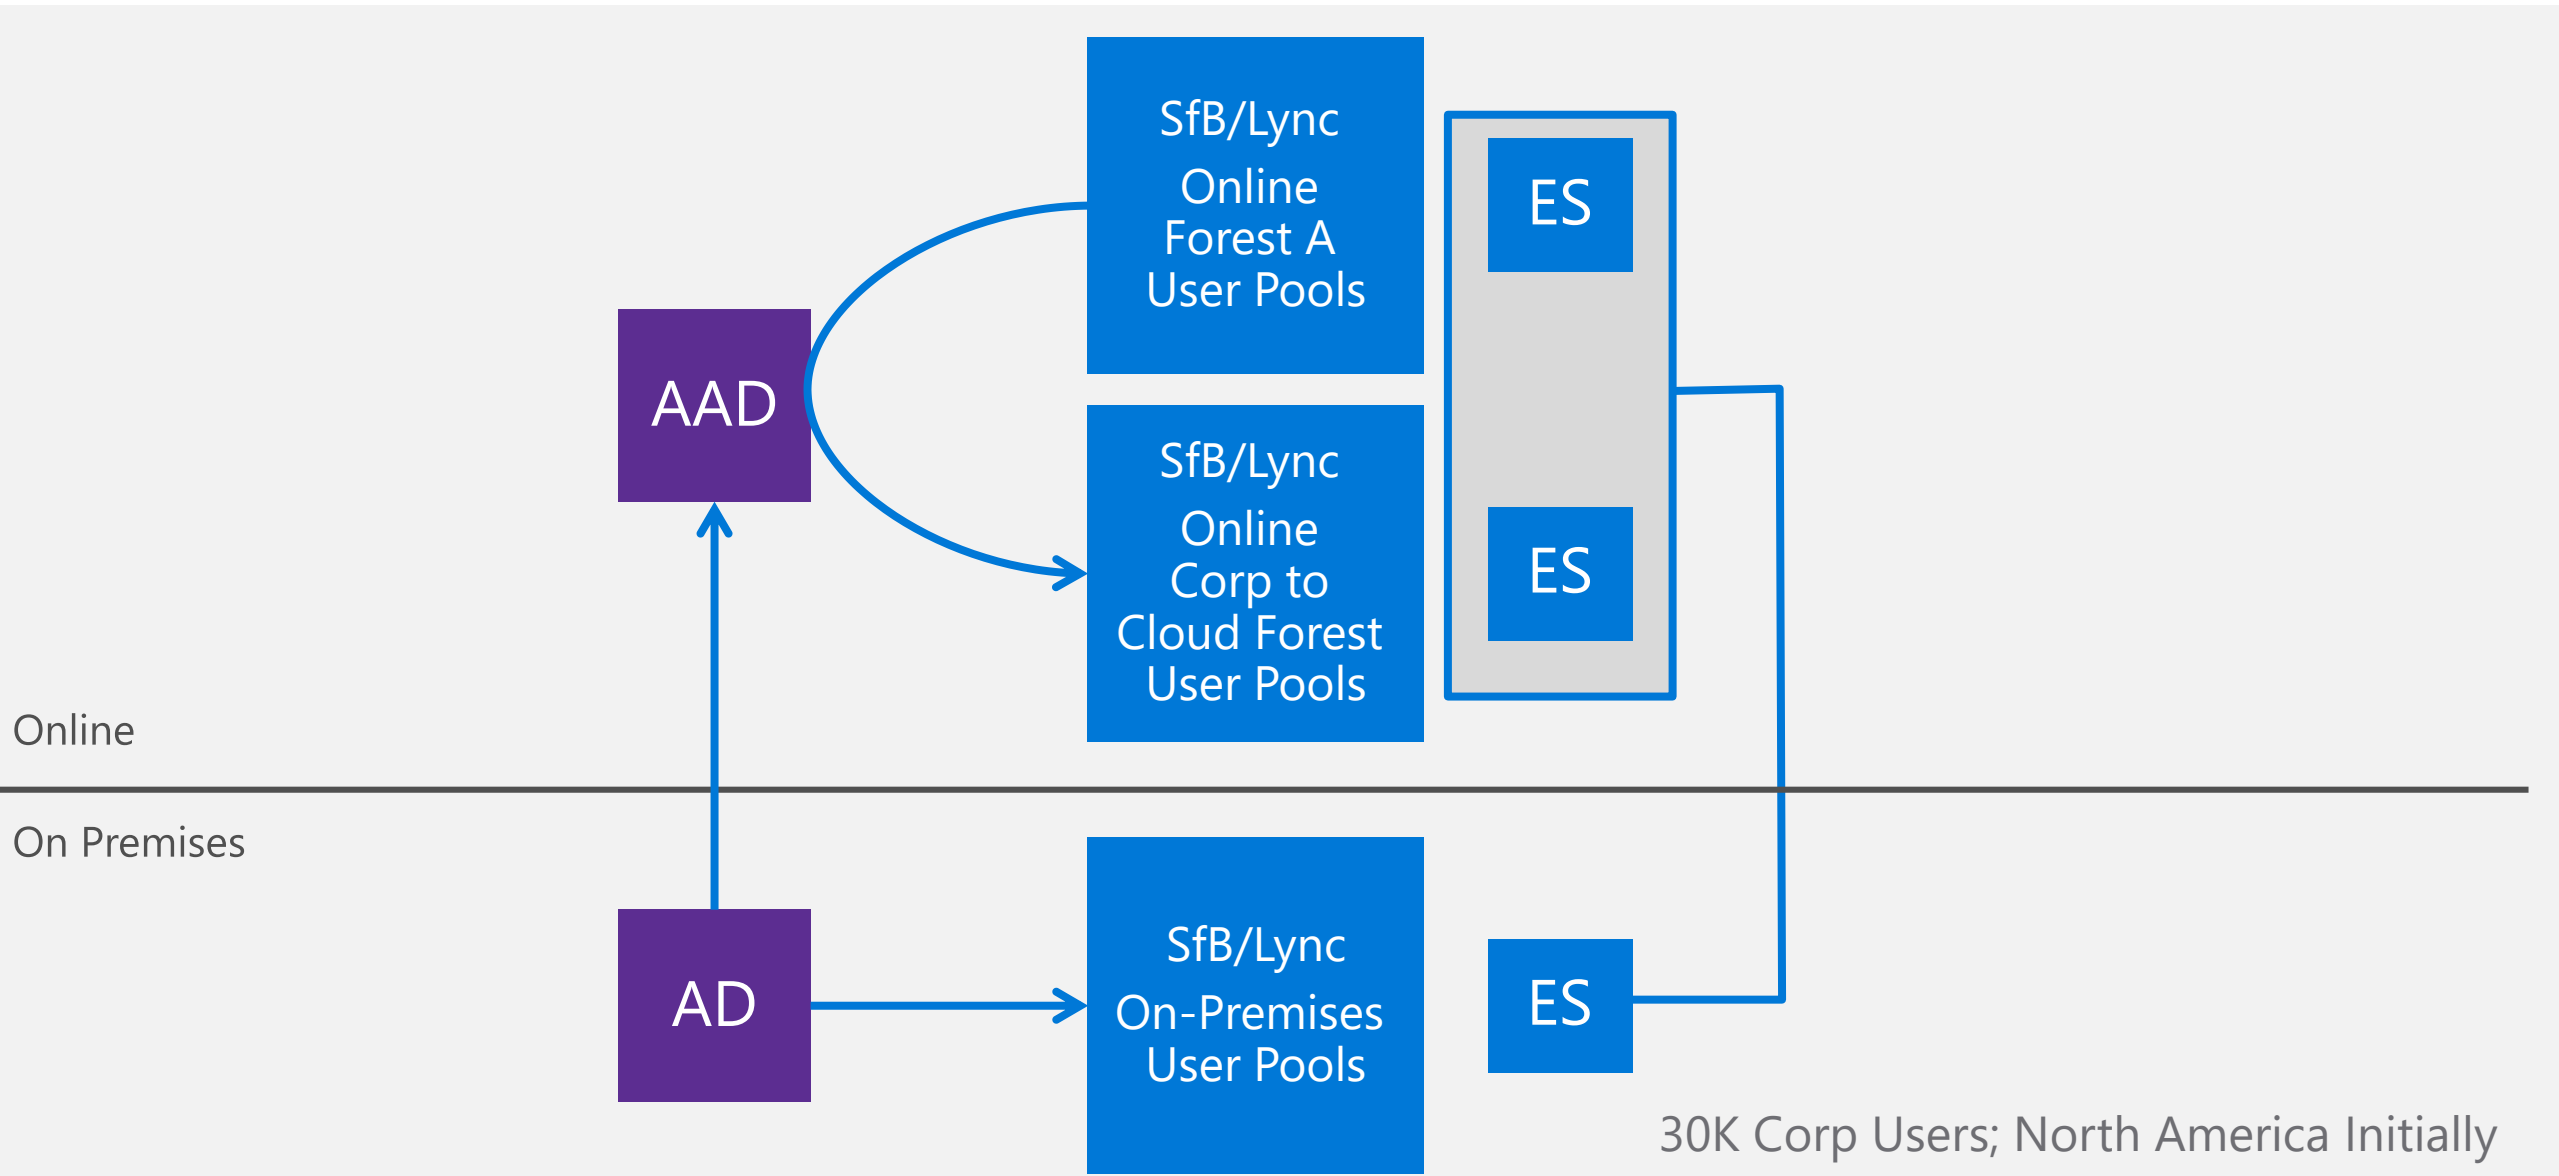 SfB/Lync
Online
Forest A
User Pools
ES
AAD
SfB/Lync
Online
Corp to
Cloud Forest
User Pools
ES
Online
On Premises
AD
SfB/Lync
On-Premises
User Pools
ES
30K Corp Users; North America Initially